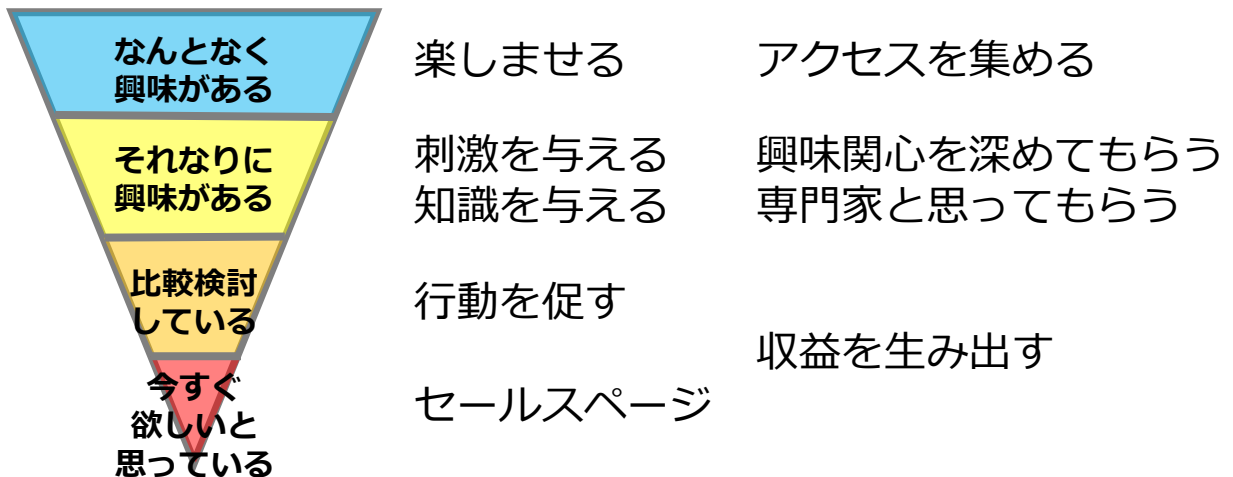 なんとなく
興味がある
楽しませる
アクセスを集める
それなりに
興味がある
刺激を与える
知識を与える
興味関心を深めてもらう
専門家と思ってもらう
比較検討
している
行動を促す
収益を生み出す
今すぐ
欲しいと
思っている
セールスページ